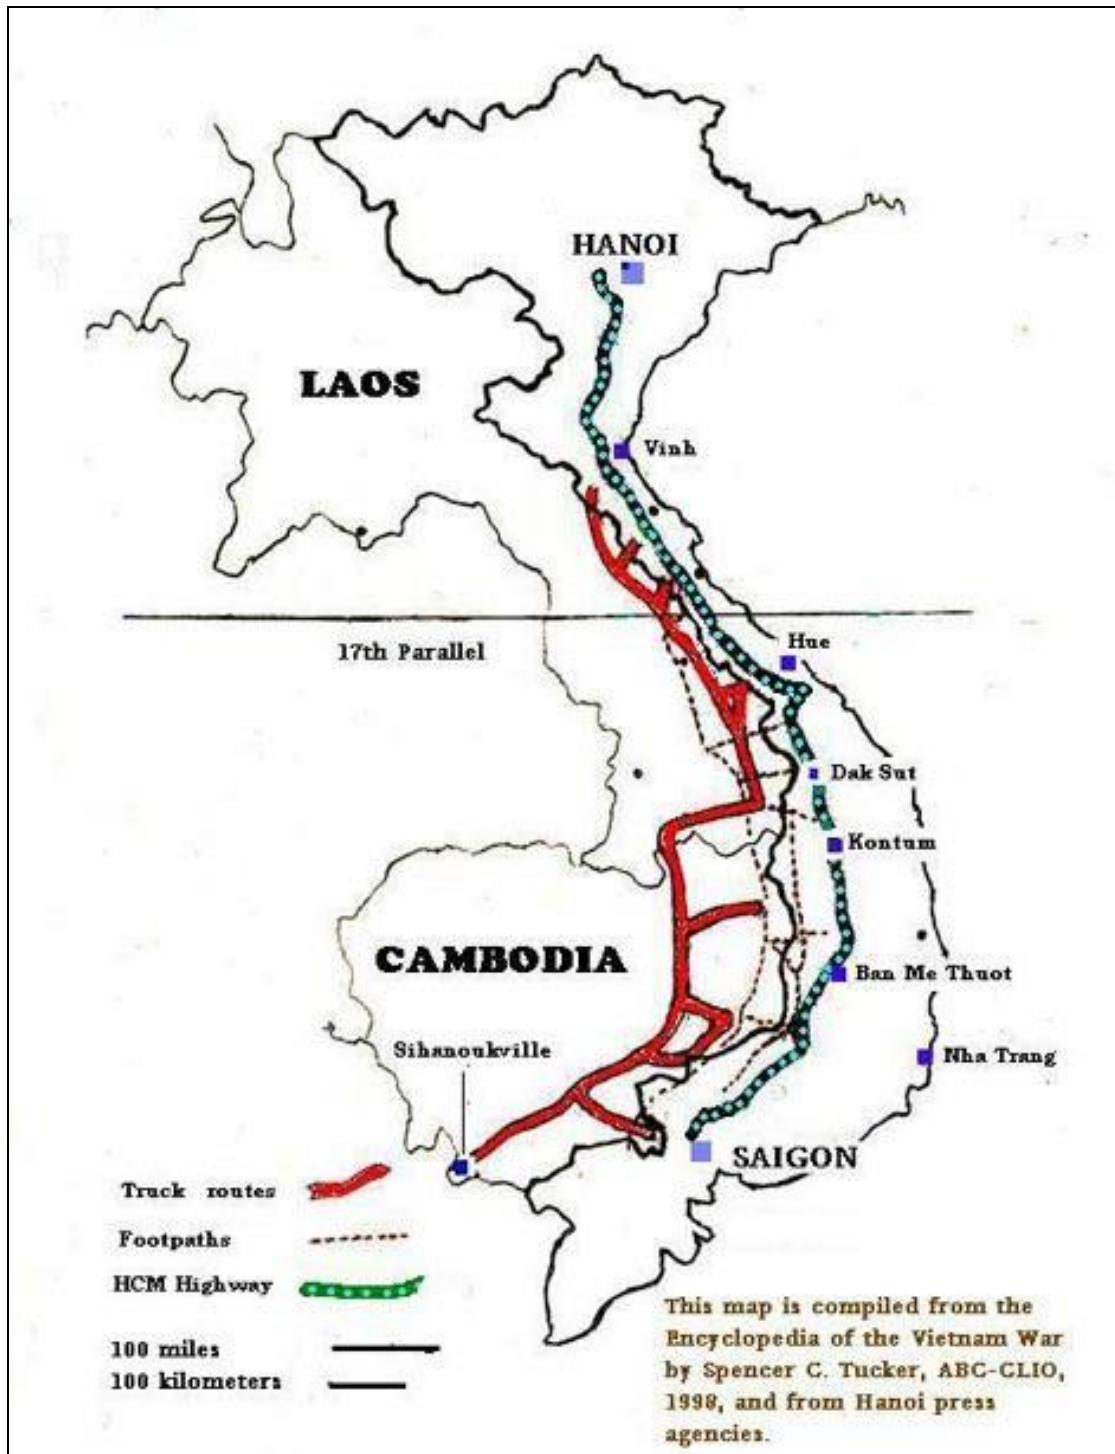 HANOI
LAOS
Vinh
17th Parallel
Hue
Dak Sut
Kontum
CAMBODIA
Ban Me Thuot
Sihanoukville
Nha Trang
SAIGON
Truck routes
Footpaths
HCM Highway
100 miles
100 kilometers
This map is compiled from the
Encyclopedia of the Vietnam War
by Spencer C. Tucker, ABC-CLIO,
1998, and from Hanoi press
agencies.